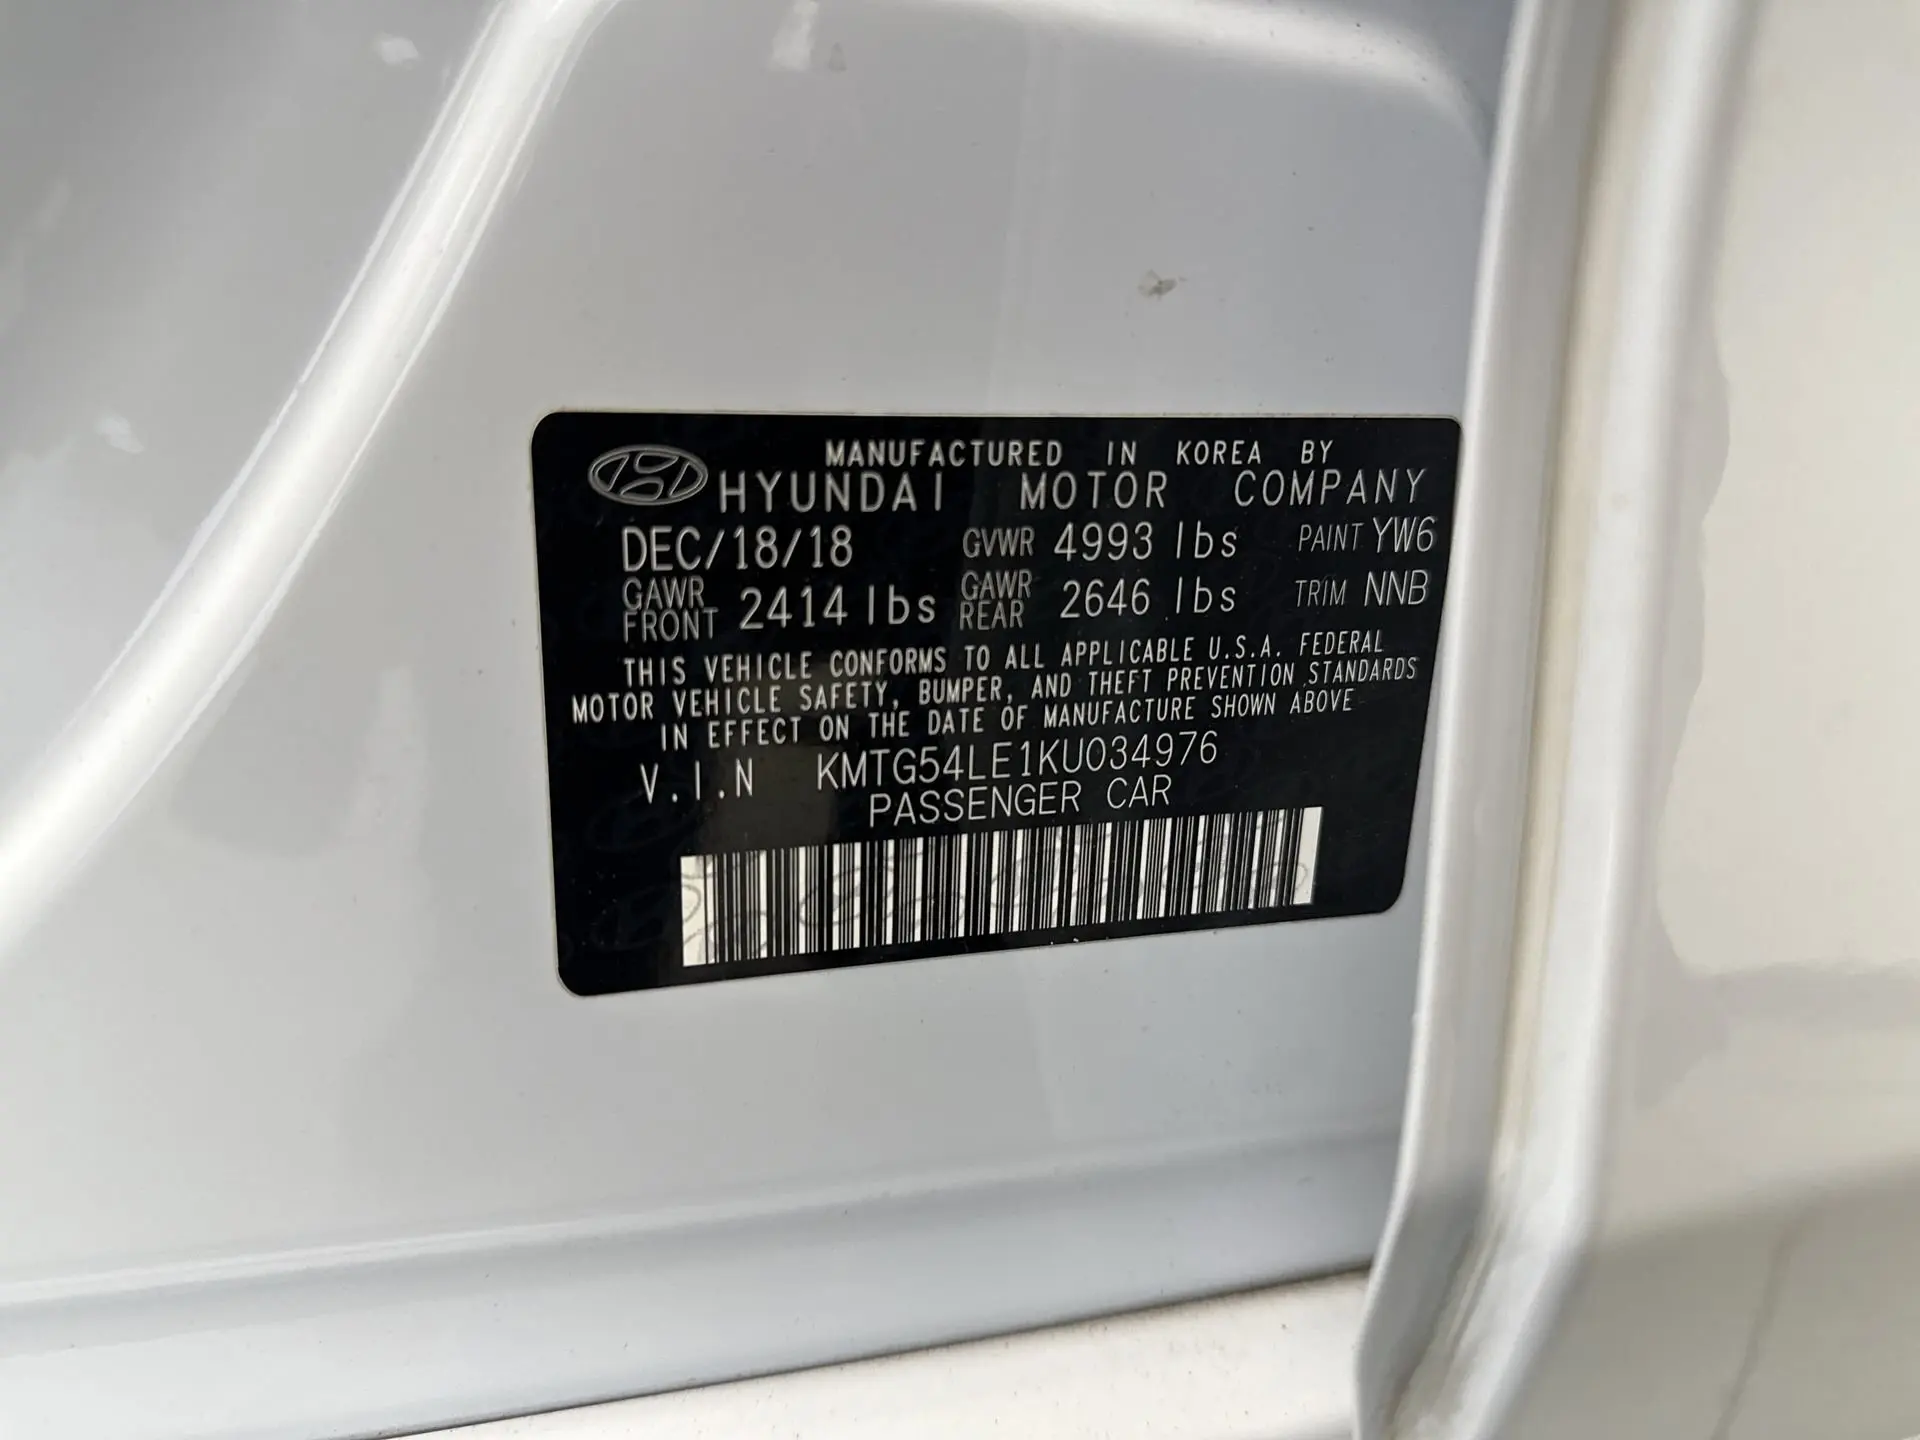 MANUFACTURED IN KOREA BY
HYUNDAI MOTOR COMPANY
DEC/18/18 GVWR 4993 lbs PAINT YW6
GAWR FRONT 2414 lbs GAWR REAR 2646 lbs TRIM NNB
THIS VEHICLE CONFORMS TO ALL APPLICABLE U.S.A. FEDERAL
MOTOR VEHICLE SAFETY, BUMPER, AND THEFT PREVENTION STANDARDS
IN EFFECT ON THE DATE OF MANUFACTURE SHOWN ABOVE
V.I.N KMTG54LE1KU034976
PASSENGER CAR